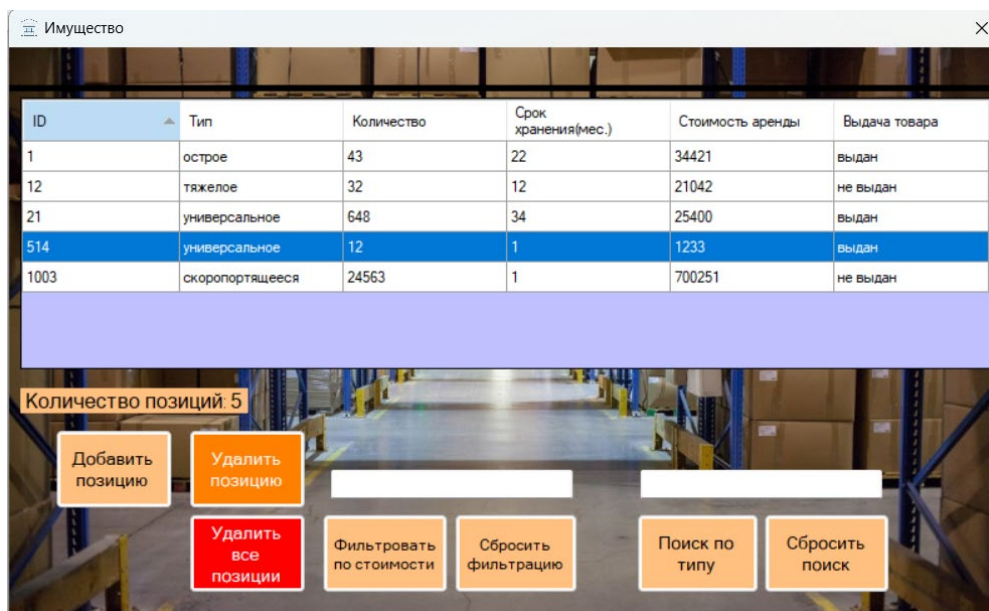 Имущество
ID Тип Количество Срок хранения(мес.) Стоимость аренды Выдача товара
1 острое 43 22 34421 выдан
12 тяжелое 32 12 21042 не выдан
21 универсальное 648 34 25400 выдан
514 универсальное 12 1 1233 выдан
1003 скоропортящееся 24563 1 700251 не выдан
Количество позиций: 5
Добавить
позицию
Удалить
позицию
Удалить
все
позиции
Фильтровать
по стоимости
Сбросить
фильтрацию
Поиск по
типу
Сбросить
поиск